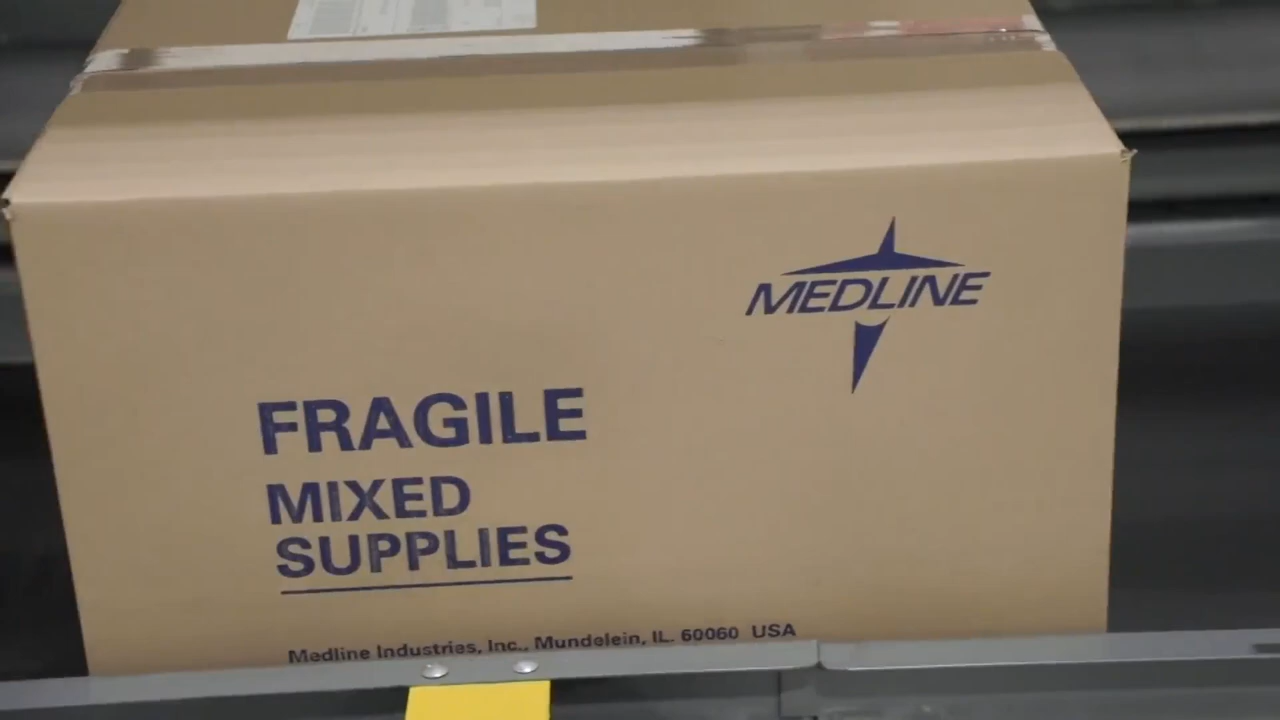 MEDLINE
FRAGILE
MIXED
SUPPLIES
Medline Industries, Inc., Mundelein, IL. 60060 USA